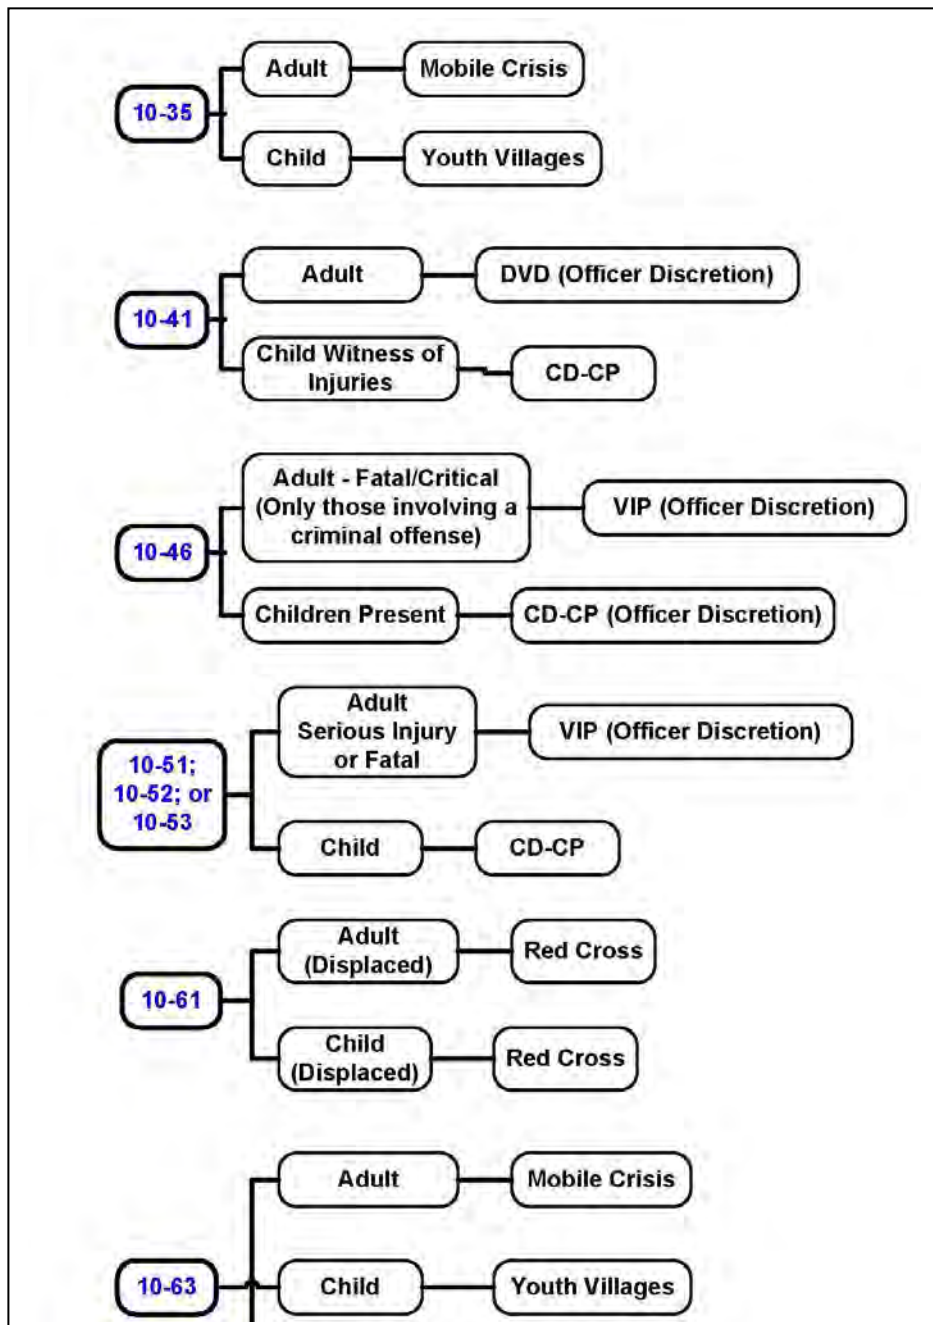 10-35
Adult
Mobile Crisis
Child
Youth Villages
10-41
Adult
DVD (Officer Discretion)
Child Witness of
Injuries
CD-CP
10-46
Adult - Fatal/Critical
(Only those involving a
criminal offense)
VIP (Officer Discretion)
Children Present
CD-CP (Officer Discretion)
10-51;
10-52; or
10-53
Adult
Serious Injury
or Fatal
VIP (Officer Discretion)
Child
CD-CP
10-61
Adult
(Displaced)
Red Cross
Child
(Displaced)
Red Cross
10-63
Adult
Mobile Crisis
Child
Youth Villages